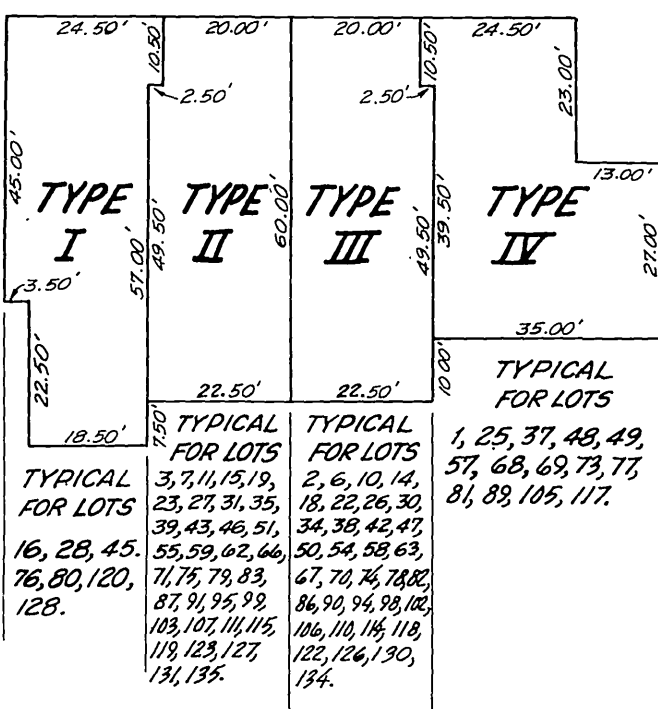 24.50'
20.00'
20.00'
24.50'
10.50'
10.50'
23.00'
2.50'
2.50'
45.00'
TYPE
I
TYPE
II
TYPE
III
TYPE
IV
13.00'
57.00'
49.50'
60.00'
49.50'
39.50'
27.00'
3.50'
22.50'
18.50'
22.50'
22.50'
35.00'
7.50'
10.00'
TYPICAL
FOR LOTS
16, 28, 45.
76, 80, 120,
128.
TYPICAL
FOR LOTS
3, 7, 11, 15, 19,
23, 27, 31, 35,
39, 43, 46, 51,
55, 59, 62, 66,
71, 75, 79, 83,
87, 91, 95, 99,
103, 107, 111, 115,
119, 123, 127,
131, 135.
TYPICAL
FOR LOTS
2, 6, 10, 14,
18, 22, 26, 30,
34, 38, 42, 47,
50, 54, 58, 63,
67, 70, 74, 78, 82,
86, 90, 94, 98, 102,
106, 110, 114, 118,
122, 126, 130,
134.
TYPICAL
FOR LOTS
1, 25, 37, 48, 49,
57, 68, 69, 73, 77,
81, 89, 105, 117.